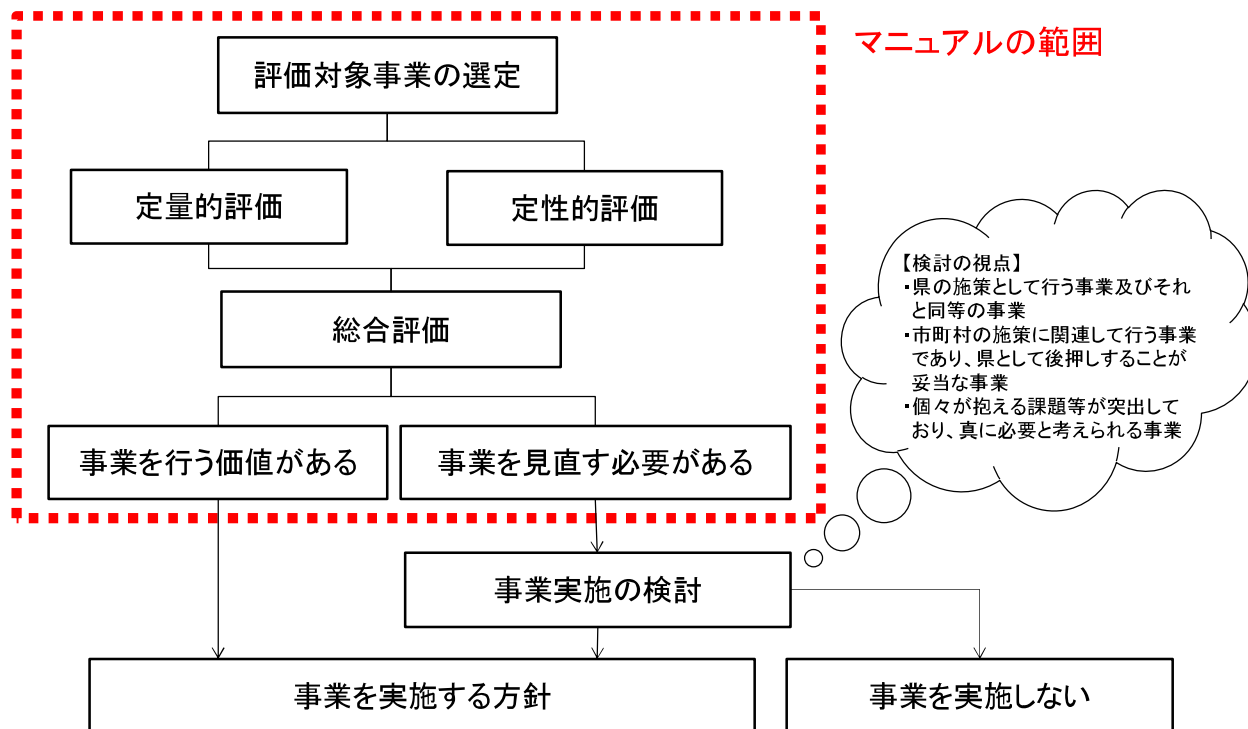 マニュアルの範囲
評価対象事業の選定
定量的評価
定性的評価
総合評価
事業を行う価値がある
事業を見直す必要がある
【検討の視点】
・県の施策として行う事業及びそれ
と同等の事業
・市町村の施策に関連して行う事業
であり、県として後押しすることが
妥当な事業
・個々が抱える課題等が突出して
おり、真に必要と考えられる事業
事業実施の検討
事業を実施する方針
事業を実施しない